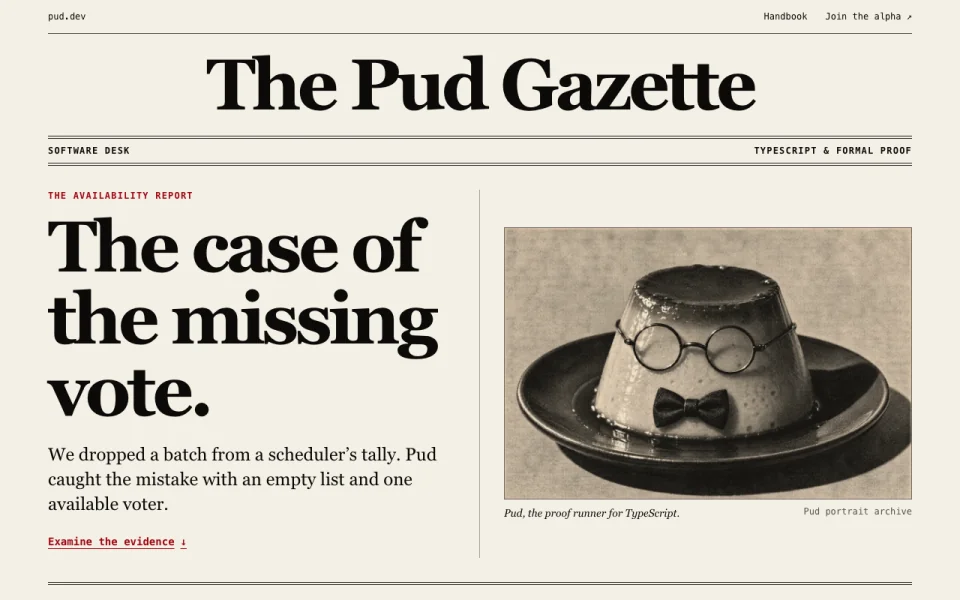 pud.dev
Handbook
Join the alpha ↗
The Pud Gazette
SOFTWARE DESK
TYPESCRIPT & FORMAL PROOF
THE AVAILABILITY REPORT
The case of
the missing
vote.
We dropped a batch from a scheduler’s tally. Pud
caught the mistake with an empty list and one
available voter.
Examine the evidence ↓
Pud, the proof runner for TypeScript.
Pud portrait archive